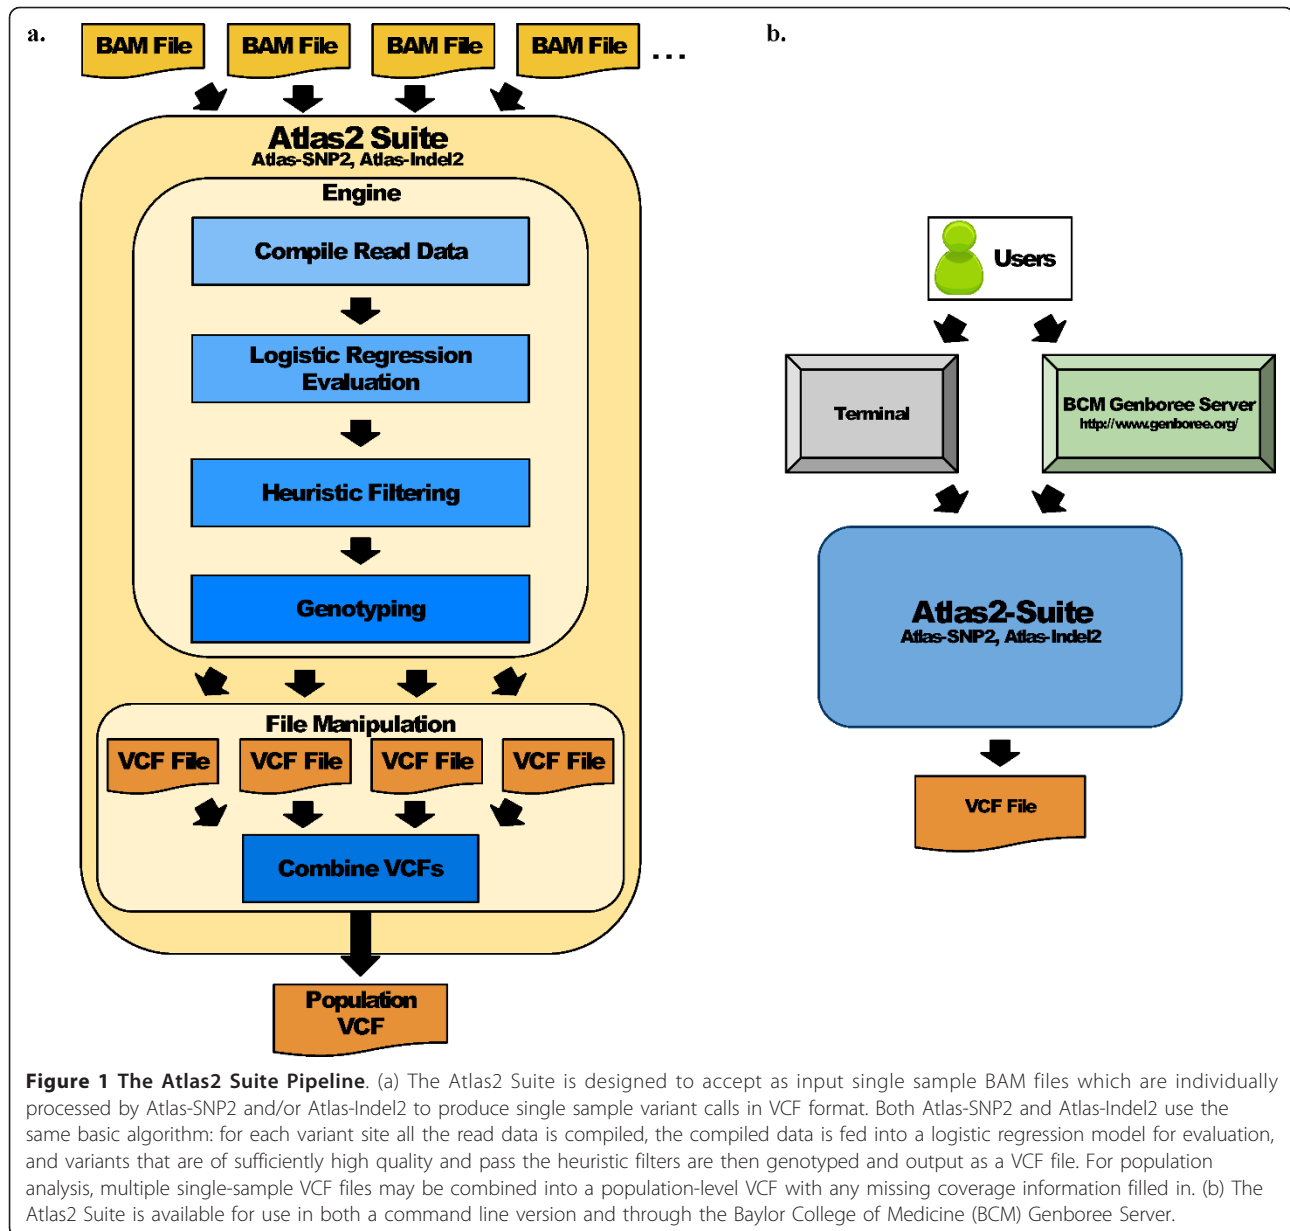 a.
BAM File BAM File BAM File BAM File ...
Atlas2 Suite
Atlas-SNP2, Atlas-Indel2
Engine
Compile Read Data
Logistic Regression
Evaluation
Heuristic Filtering
Genotyping
File Manipulation
VCF File VCF File VCF File VCF File
Combine VCFs
Population
VCF
b.
Users
Terminal
BCM Genboree Server
http://www.genboree.org/
Atlas2-Suite
Atlas-SNP2, Atlas-Indel2
VCF File
Figure 1 The Atlas2 Suite Pipeline. (a) The Atlas2 Suite is designed to accept as input single sample BAM files which are individually
processed by Atlas-SNP2 and/or Atlas-Indel2 to produce single sample variant calls in VCF format. Both Atlas-SNP2 and Atlas-Indel2 use the
same basic algorithm: for each variant site all the read data is compiled, the compiled data is fed into a logistic regression model for evaluation,
and variants that are of sufficiently high quality and pass the heuristic filters are then genotyped and output as a VCF file. For population
analysis, multiple single-sample VCF files may be combined into a population-level VCF with any missing coverage information filled in. (b) The
Atlas2 Suite is available for use in both a command line version and through the Baylor College of Medicine (BCM) Genboree Server.